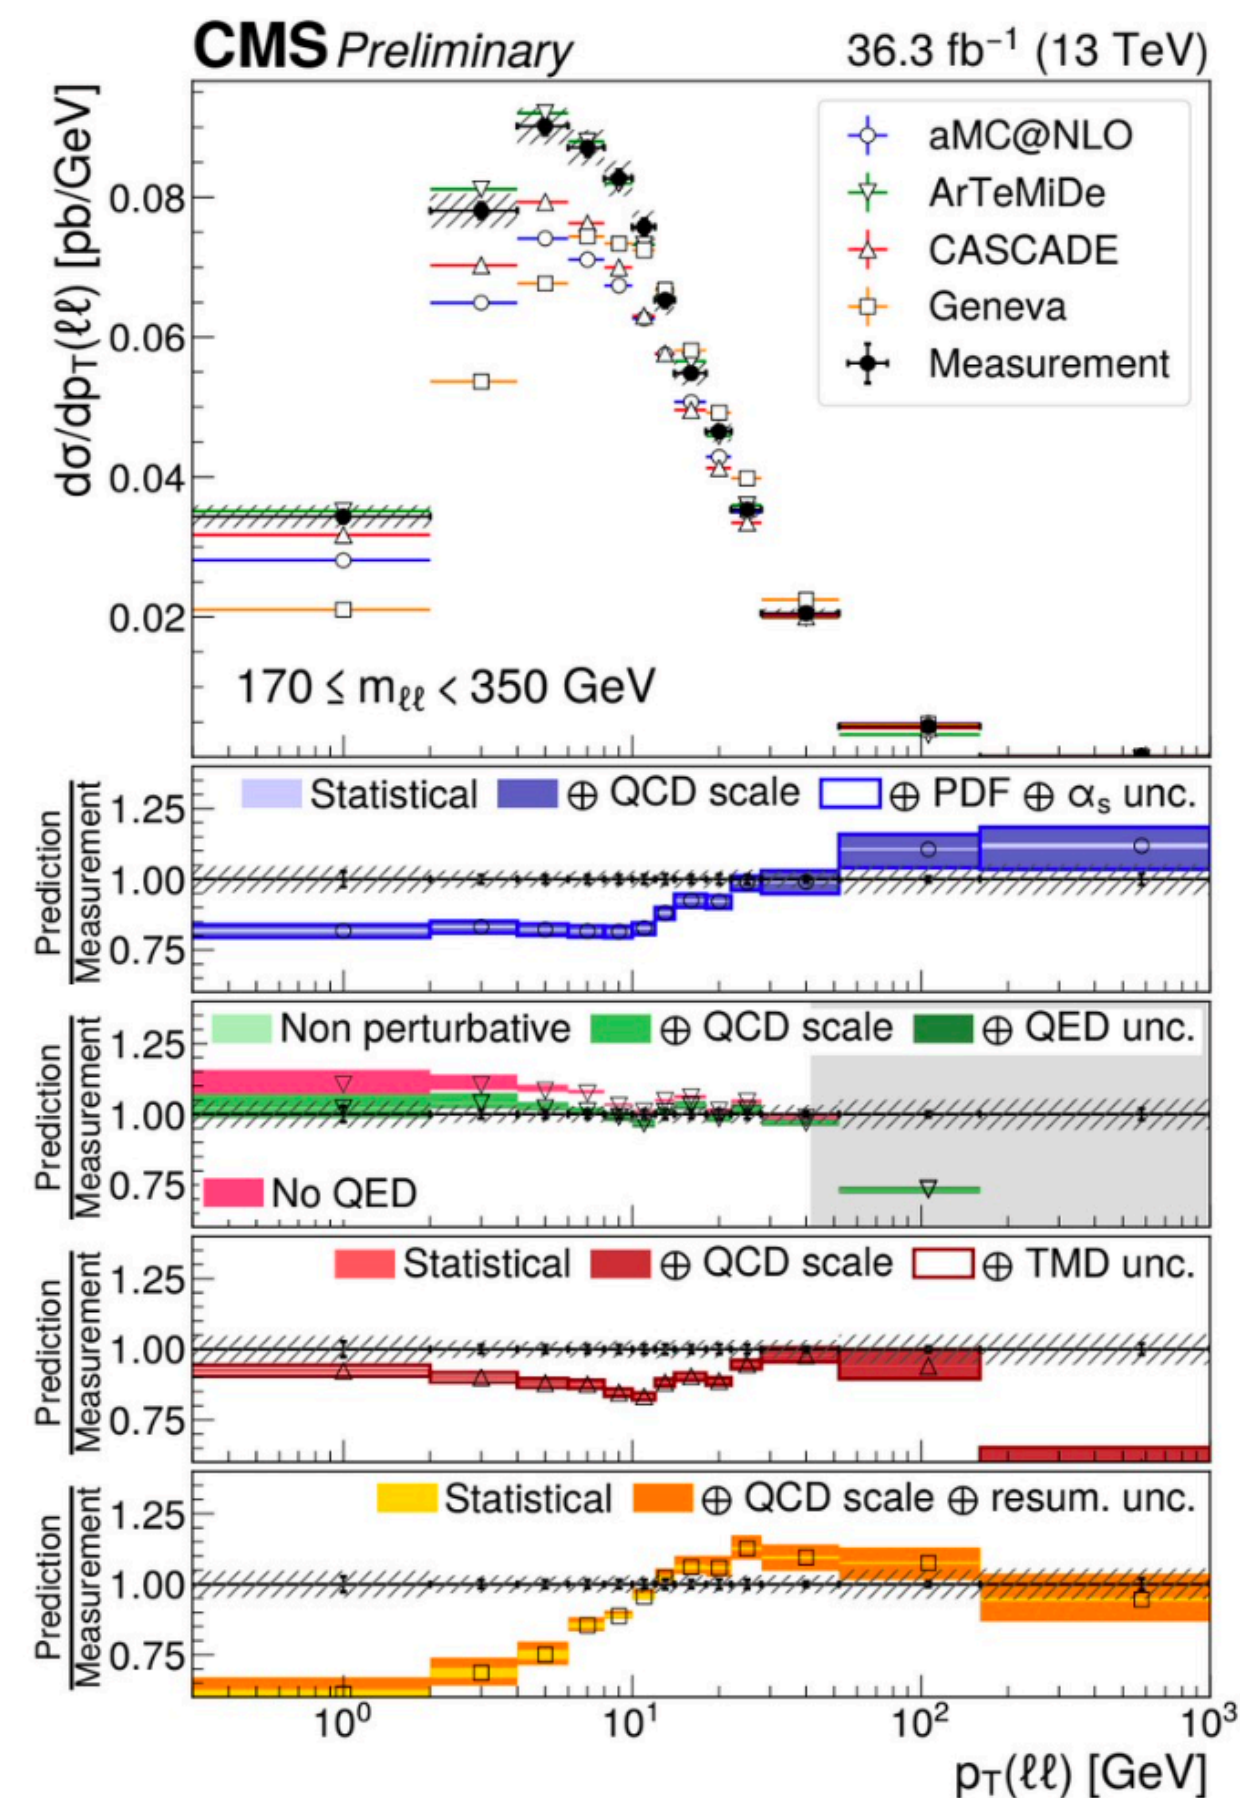 CMS Preliminary 36.3 fb⁻¹ (13 TeV)
dσ/dp_T(ℓℓ) [pb/GeV]
0.08
0.06
0.04
0.02
aMC@NLO
ArTeMiDe
CASCADE
Geneva
Measurement
170 ≤ m_ℓℓ < 350 GeV
Prediction
Measurement
1.25
1.00
0.75
Statistical ⊕ QCD scale ⊕ PDF ⊕ α_s unc.
Prediction
Measurement
1.25
1.00
0.75
Non perturbative ⊕ QCD scale ⊕ QED unc.
No QED
Prediction
Measurement
1.25
1.00
0.75
Statistical ⊕ QCD scale ⊕ TMD unc.
Prediction
Measurement
1.25
1.00
0.75
Statistical ⊕ QCD scale ⊕ resum. unc.
10⁰ 10¹ 10² 10³
p_T(ℓℓ) [GeV]